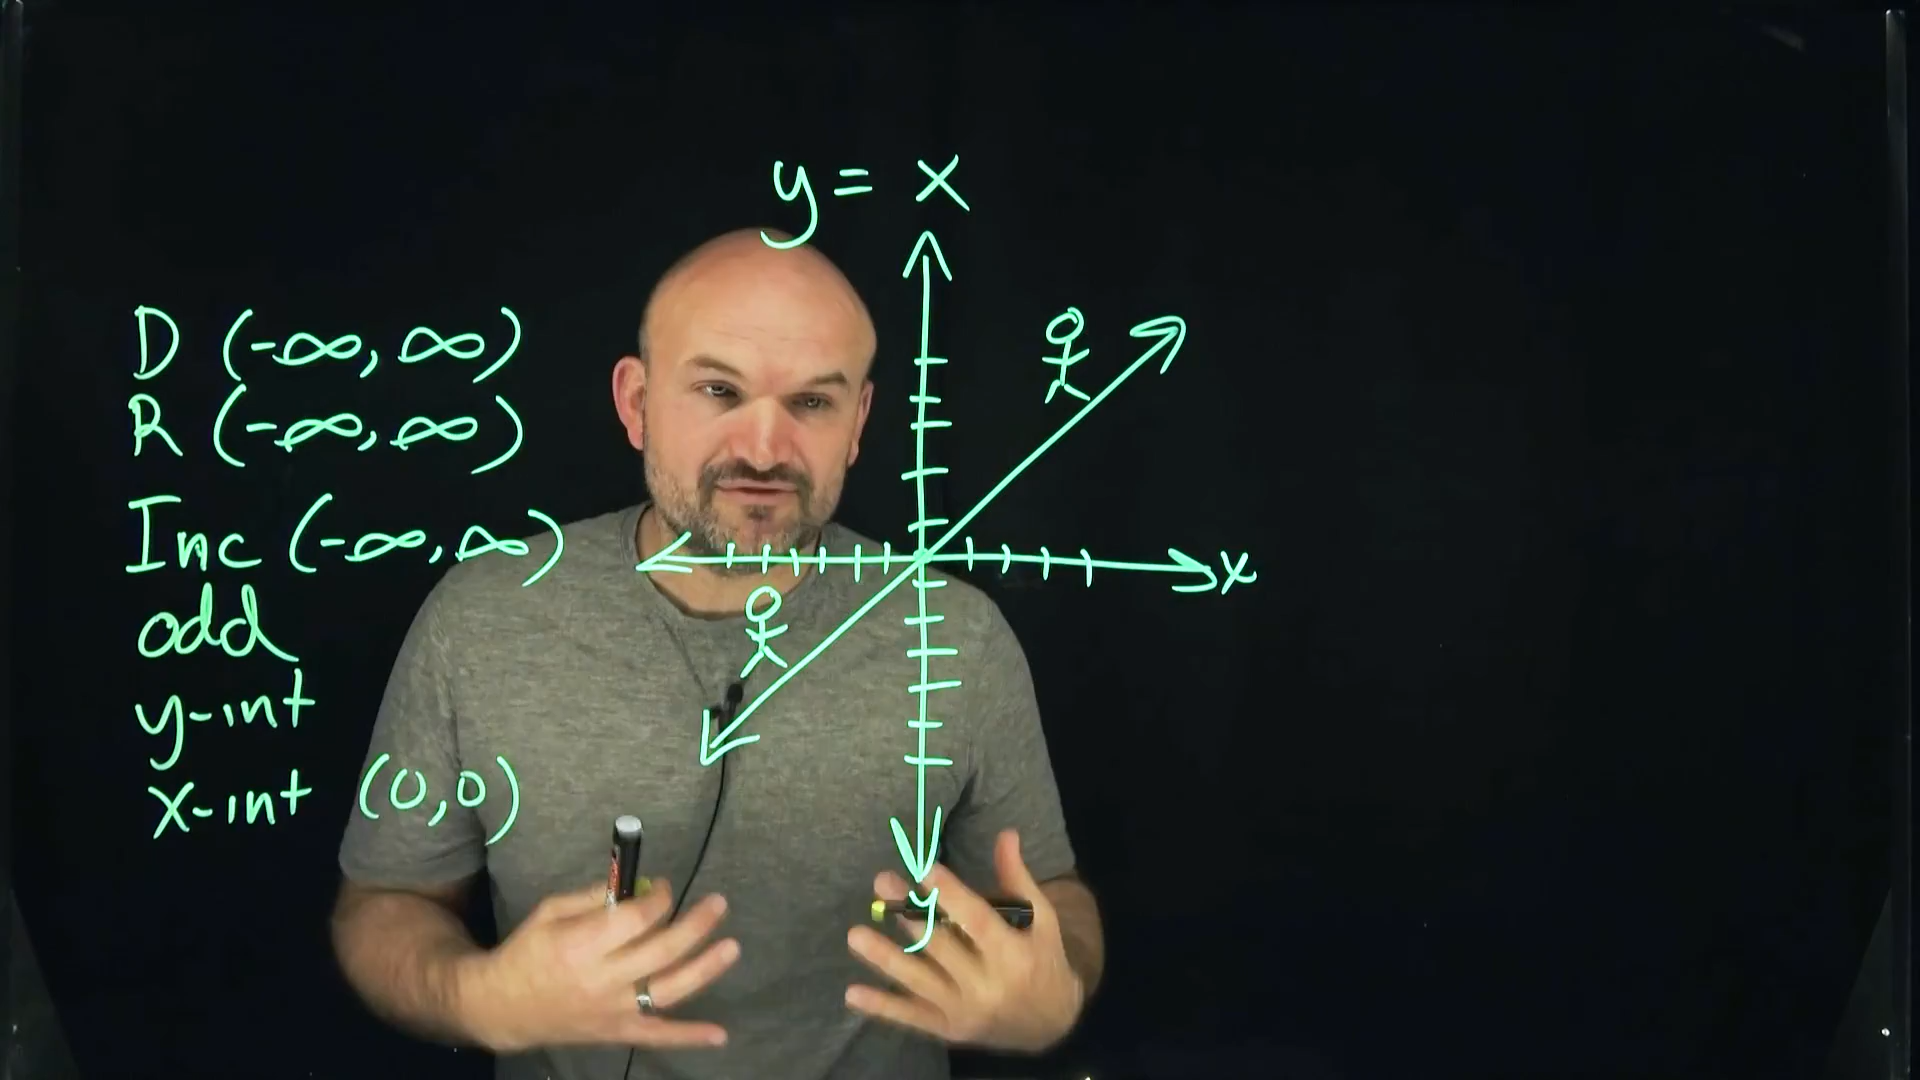 y = x
D (-∞, ∞)
R (-∞, ∞)
Inc (-∞, ∞)
odd
y-int
x-int (0,0)
x
y